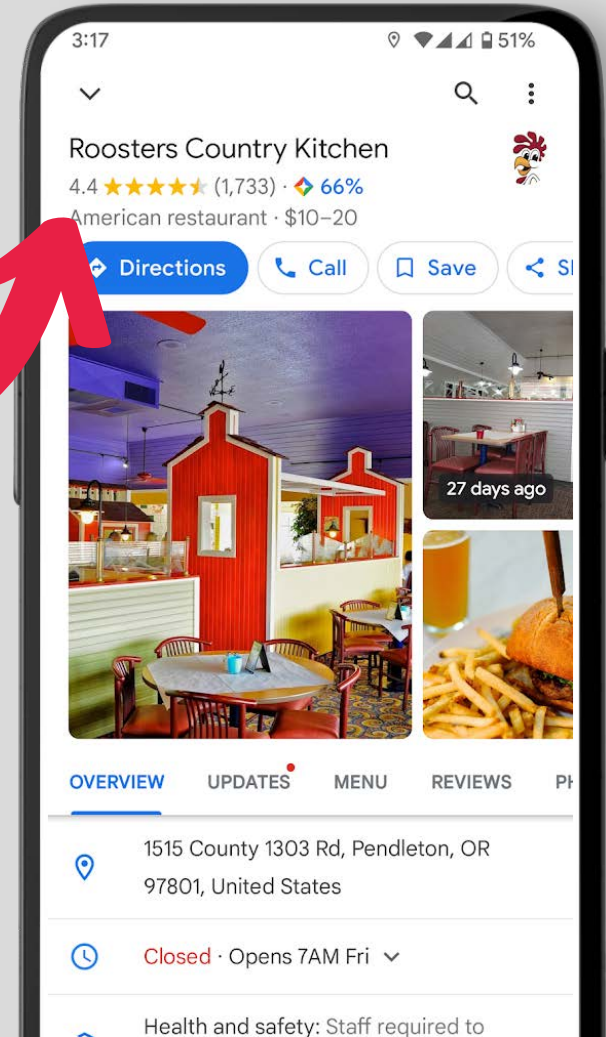 3:17 51%
Roosters Country Kitchen
4.4 (1,733) · 66%
American restaurant · $10–20
Directions Call Save
27 days ago
OVERVIEW UPDATES MENU REVIEWS
1515 County 1303 Rd, Pendleton, OR
97801, United States
Closed · Opens 7AM Fri
Health and safety: Staff required to